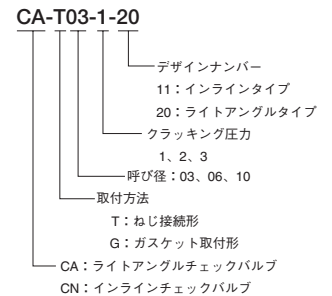 CA-T03-1-20
デザインナンバー
11：インラインタイプ
20：ライトアングルタイプ
クラッキング圧力
1、2、3
呼び径：03、06、10
取付方法
T：ねじ接続形
G：ガスケット取付形
CA：ライトアングルチェックバルブ
CN：インラインチェックバルブ